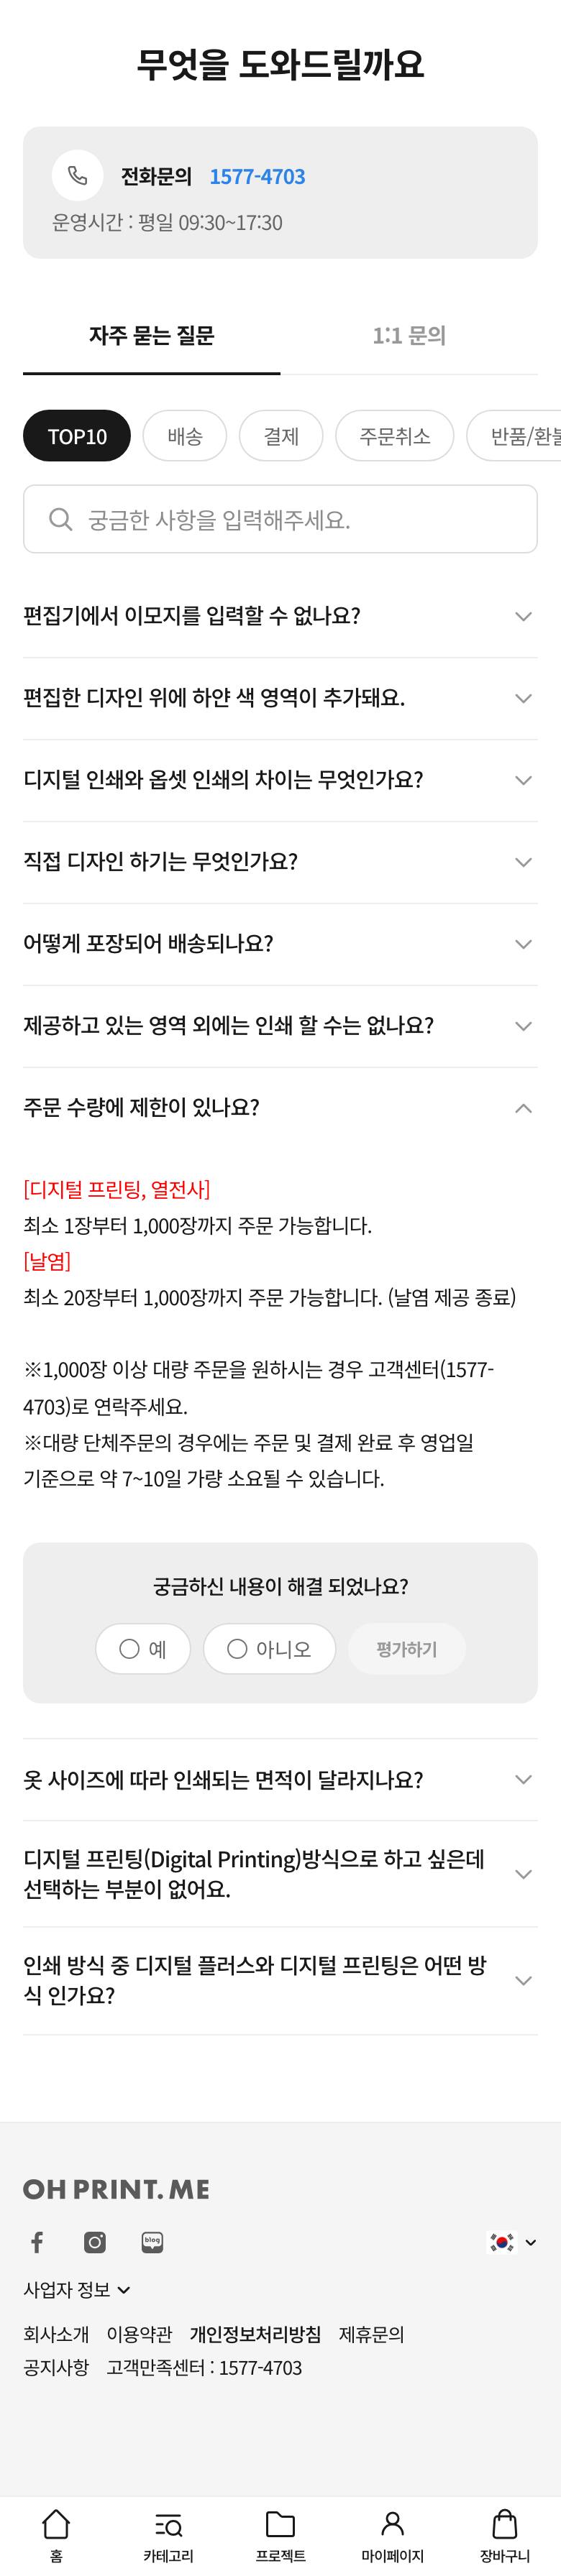 무엇을 도와드릴까요
전화문의 1577-4703
운영시간 : 평일 09:30~17:30
자주 묻는 질문 1:1 문의
TOP10 배송 결제 주문취소 반품/환불
궁금한 사항을 입력해주세요.
편집기에서 이모지를 입력할 수 없나요?
편집한 디자인 위에 하얀 색 영역이 추가돼요.
디지털 인쇄와 옵셋 인쇄의 차이는 무엇인가요?
직접 디자인 하기는 무엇인가요?
어떻게 포장되어 배송되나요?
제공하고 있는 영역 외에는 인쇄 할 수는 없나요?
주문 수량에 제한이 있나요?
[디지털 프린팅, 열전사]
최소 1장부터 1,000장까지 주문 가능합니다.
[날염]
최소 20장부터 1,000장까지 주문 가능합니다. (날염 제공 종료)
※1,000장 이상 대량 주문을 원하시는 경우 고객센터(1577-
4703)로 연락주세요.
※대량 단체주문의 경우에는 주문 및 결제 완료 후 영업일
기준으로 약 7~10일 가량 소요될 수 있습니다.
궁금하신 내용이 해결 되었나요?
예 아니오 평가하기
옷 사이즈에 따라 인쇄되는 면적이 달라지나요?
디지털 프린팅(Digital Printing)방식으로 하고 싶은데
선택하는 부분이 없어요.
인쇄 방식 중 디지털 플러스와 디지털 프린팅은 어떤 방
식 인가요?
OH PRINT. ME
blog
사업자 정보
회사소개 이용약관 개인정보처리방침 제휴문의
공지사항 고객만족센터 : 1577-4703
홈 카테고리 프로젝트 마이페이지 장바구니